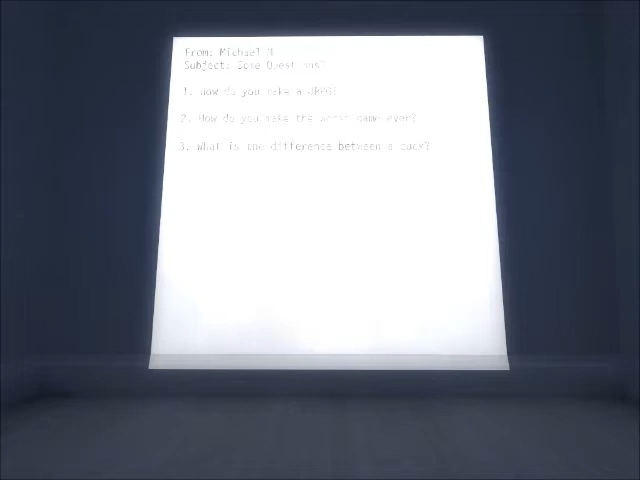 From: Michael N
Subject: Some Questions?
1. How do you make a JRPG?
2. How do you make the worst game ever?
3. What is the difference between a duck?